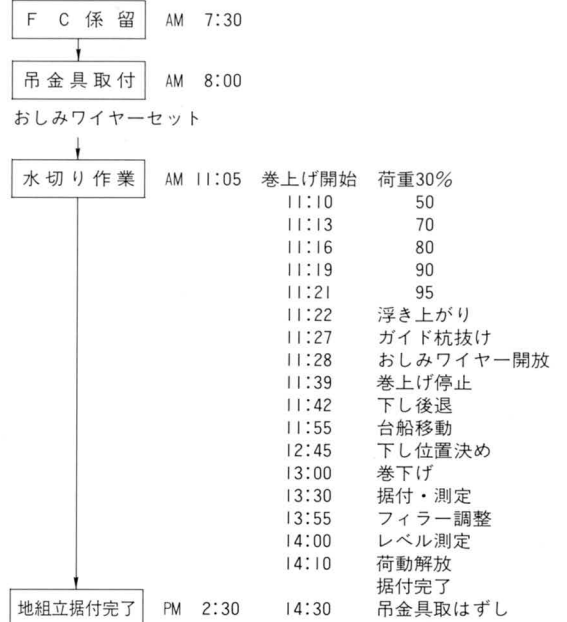 FC係留 AM 7:30
吊金具取付 AM 8:00
おしみワイヤーセット
水切り作業 AM 11:05 巻上げ開始 荷重30%
11:10 50
11:13 70
11:16 80
11:19 90
11:21 95
11:22 浮き上がり
11:27 ガイド杭抜け
11:28 おしみワイヤー開放
11:39 巻上げ停止
11:42 下し後退
11:55 台船移動
12:45 下し位置決め
13:00 巻下げ
13:30 据付・測定
13:55 フィラー調整
14:00 レベル測定
14:10 荷動解放
据付完了
地組立据付完了 PM 2:30 14:30 吊金具取はずし